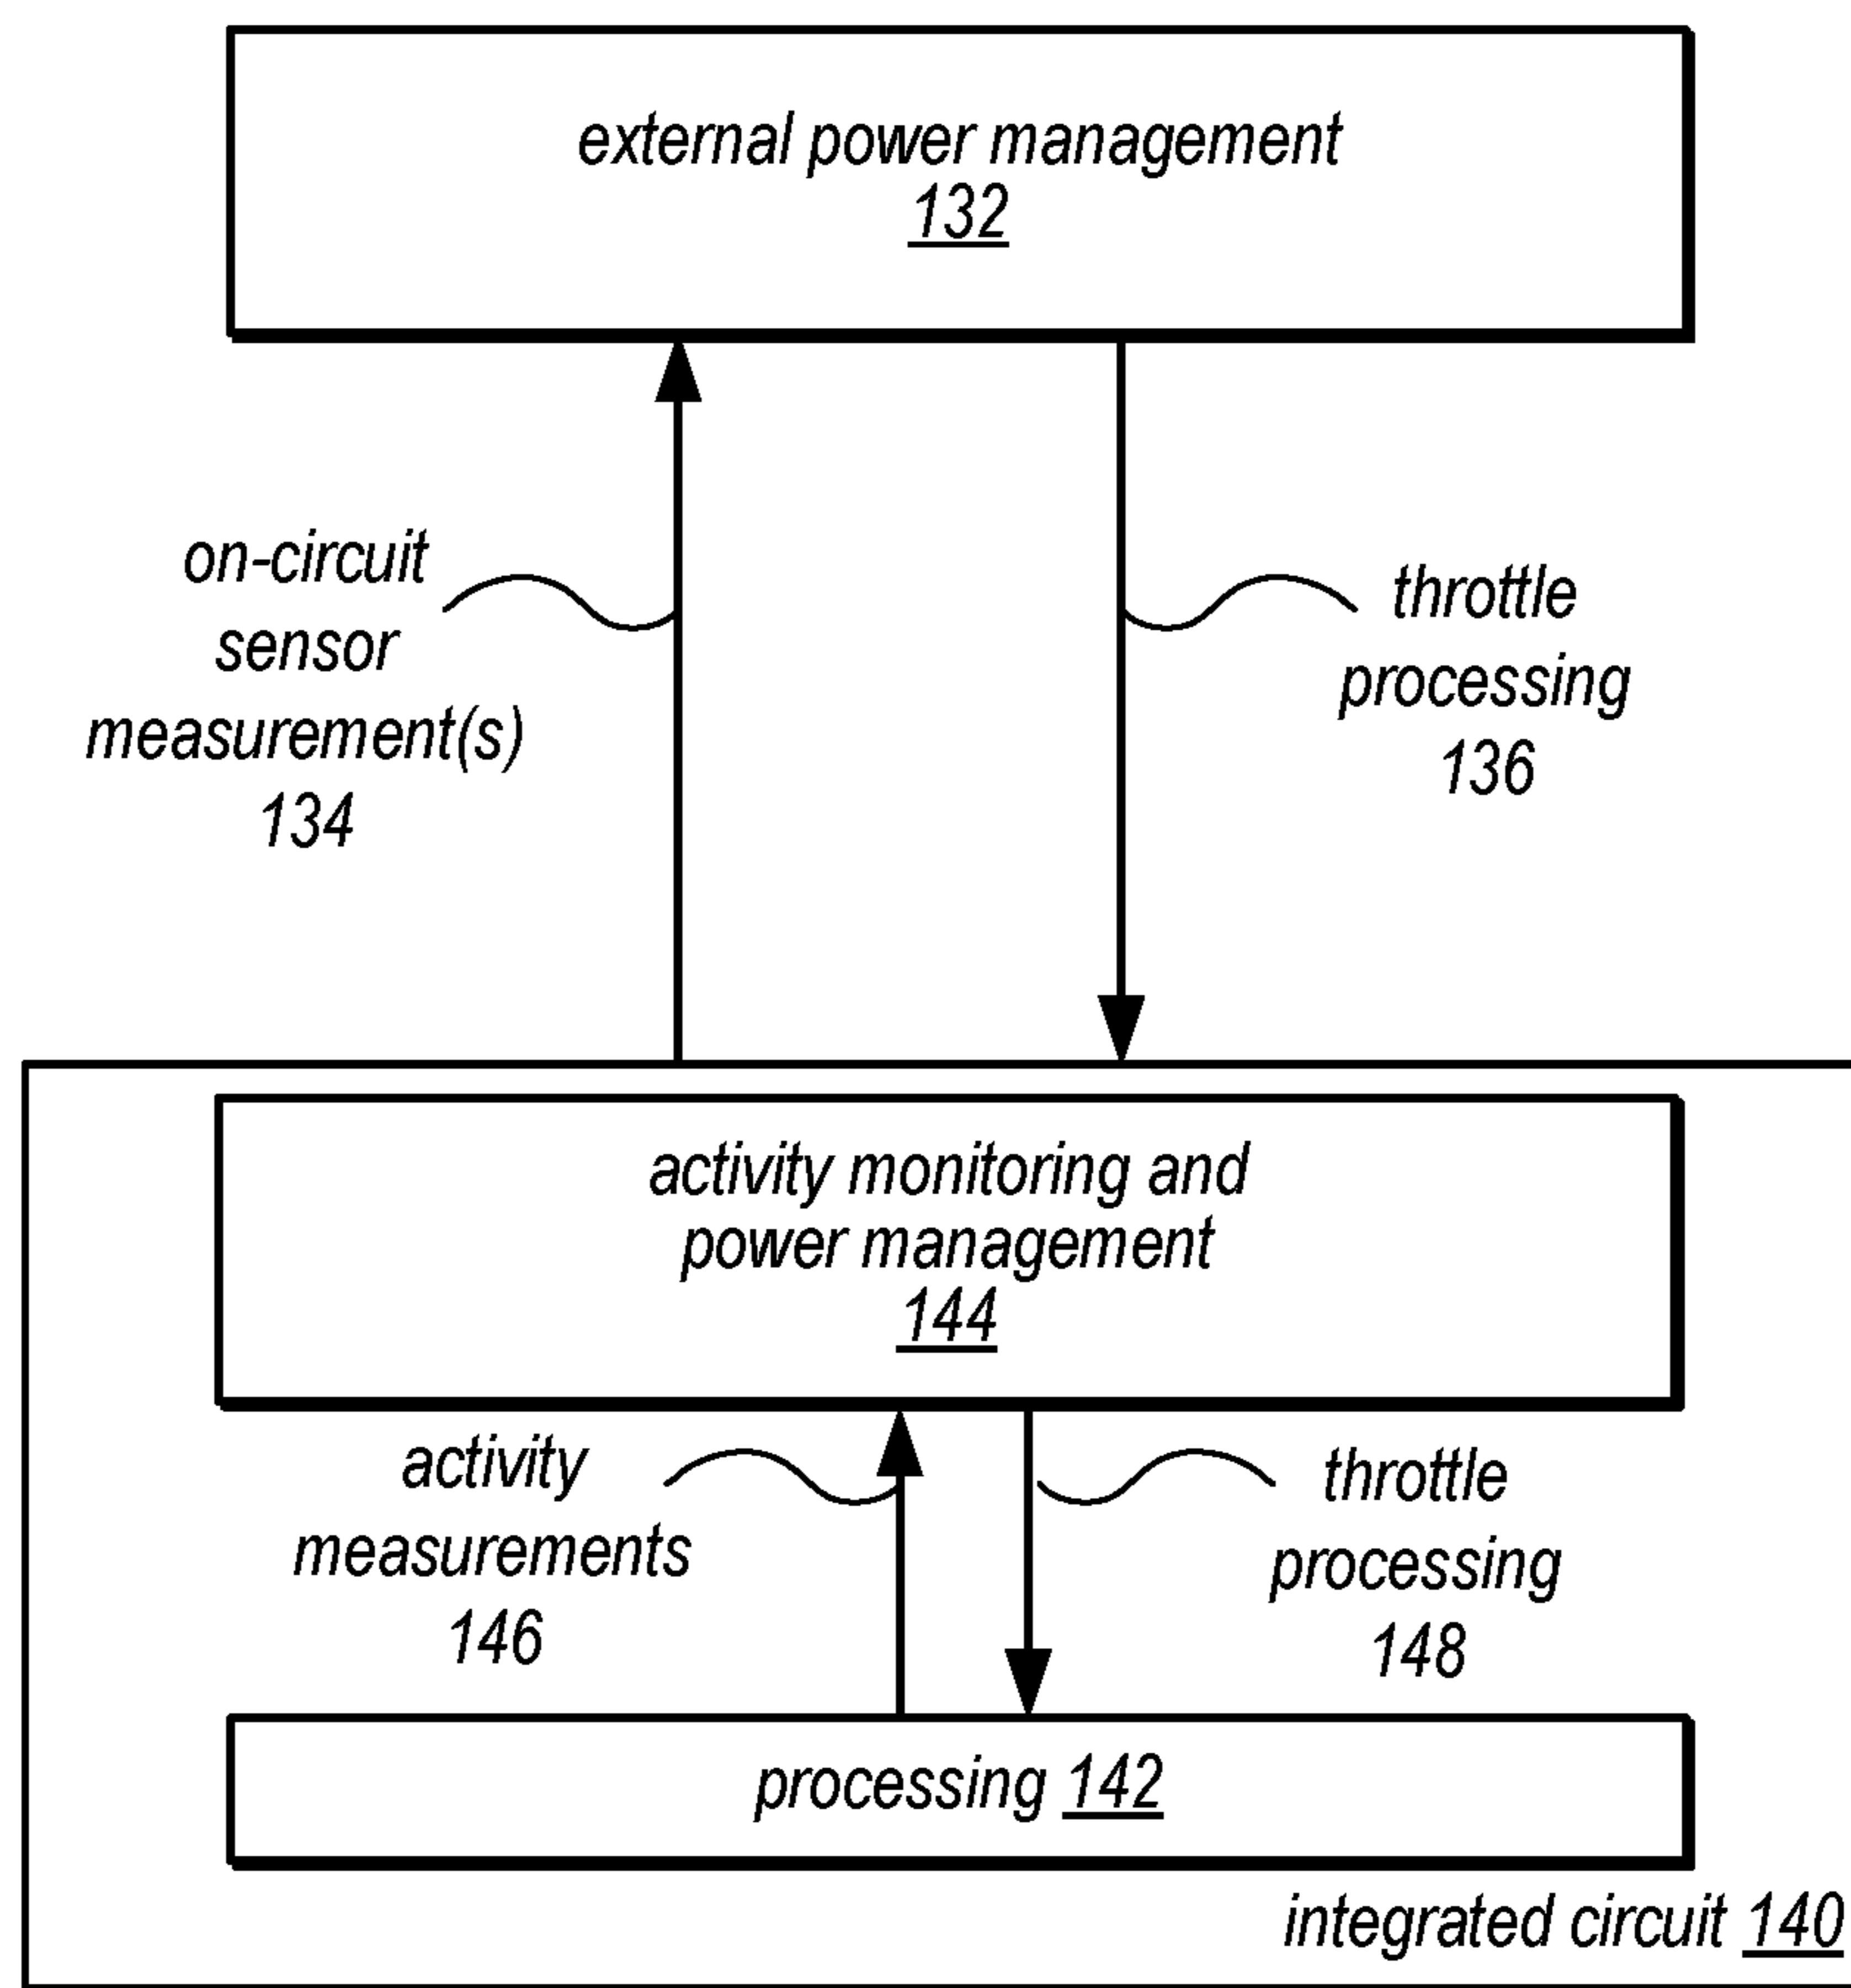 external power management
132
on-circuit
sensor
measurement(s)
134
throttle
processing
136
activity monitoring and
power management
144
activity
measurements
146
throttle
processing
148
processing 142
integrated circuit 140